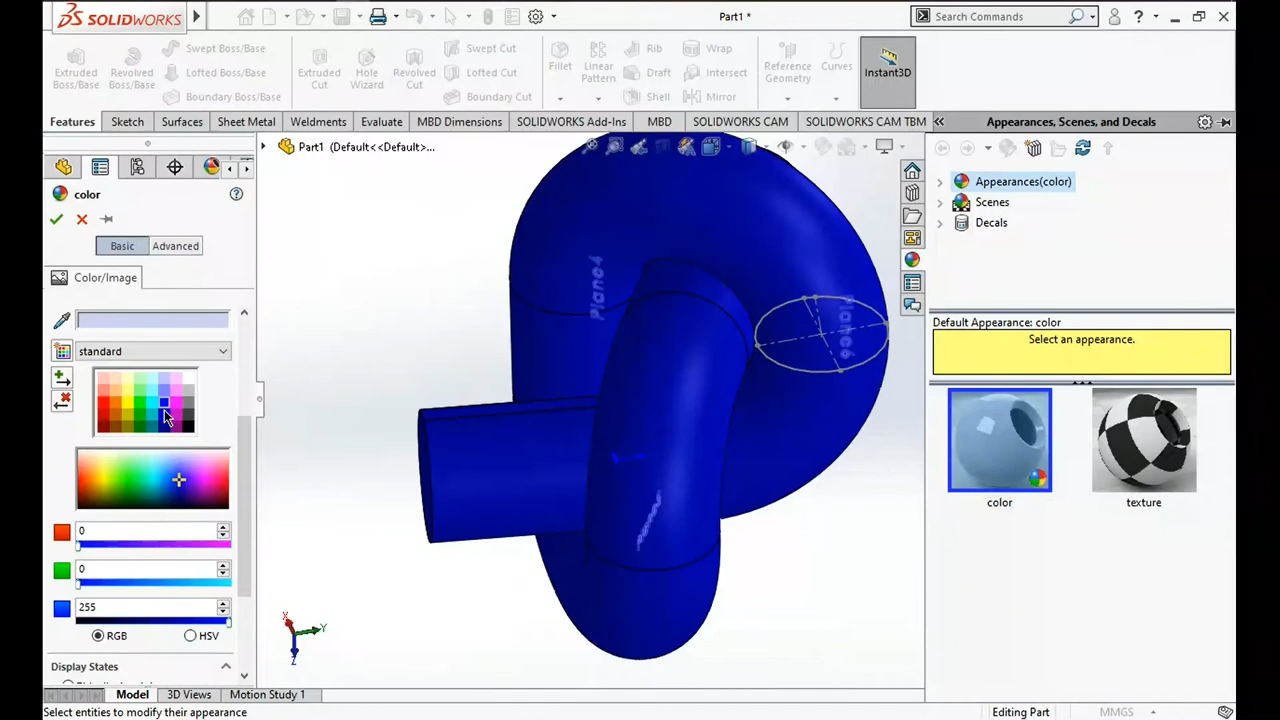 SOLIDWORKS
Part1 *
Search Commands
Extruded Boss/Base
Revolved Boss/Base
Swept Boss/Base
Lofted Boss/Base
Boundary Boss/Base
Extruded Cut
Hole Wizard
Revolved Cut
Swept Cut
Lofted Cut
Boundary Cut
Fillet
Linear Pattern
Rib
Draft
Shell
Wrap
Intersect
Mirror
Reference Geometry
Curves
Instant3D
Features
Sketch
Surfaces
Sheet Metal
Weldments
Evaluate
MBD Dimensions
SOLIDWORKS Add-Ins
MBD
SOLIDWORKS CAM
SOLIDWORKS CAM TBM
Appearances, Scenes, and Decals
Part1 (Default<<Default>...
color
Basic
Advanced
Color/Image
standard
0
0
255
RGB
HSV
Display States
Plano4
Plano6
X
Y
Z
Appearances(color)
Scenes
Decals
Default Appearance: color
Select an appearance.
color
texture
Model
3D Views
Motion Study 1
Select entities to modify their appearance
Editing Part
MMGS